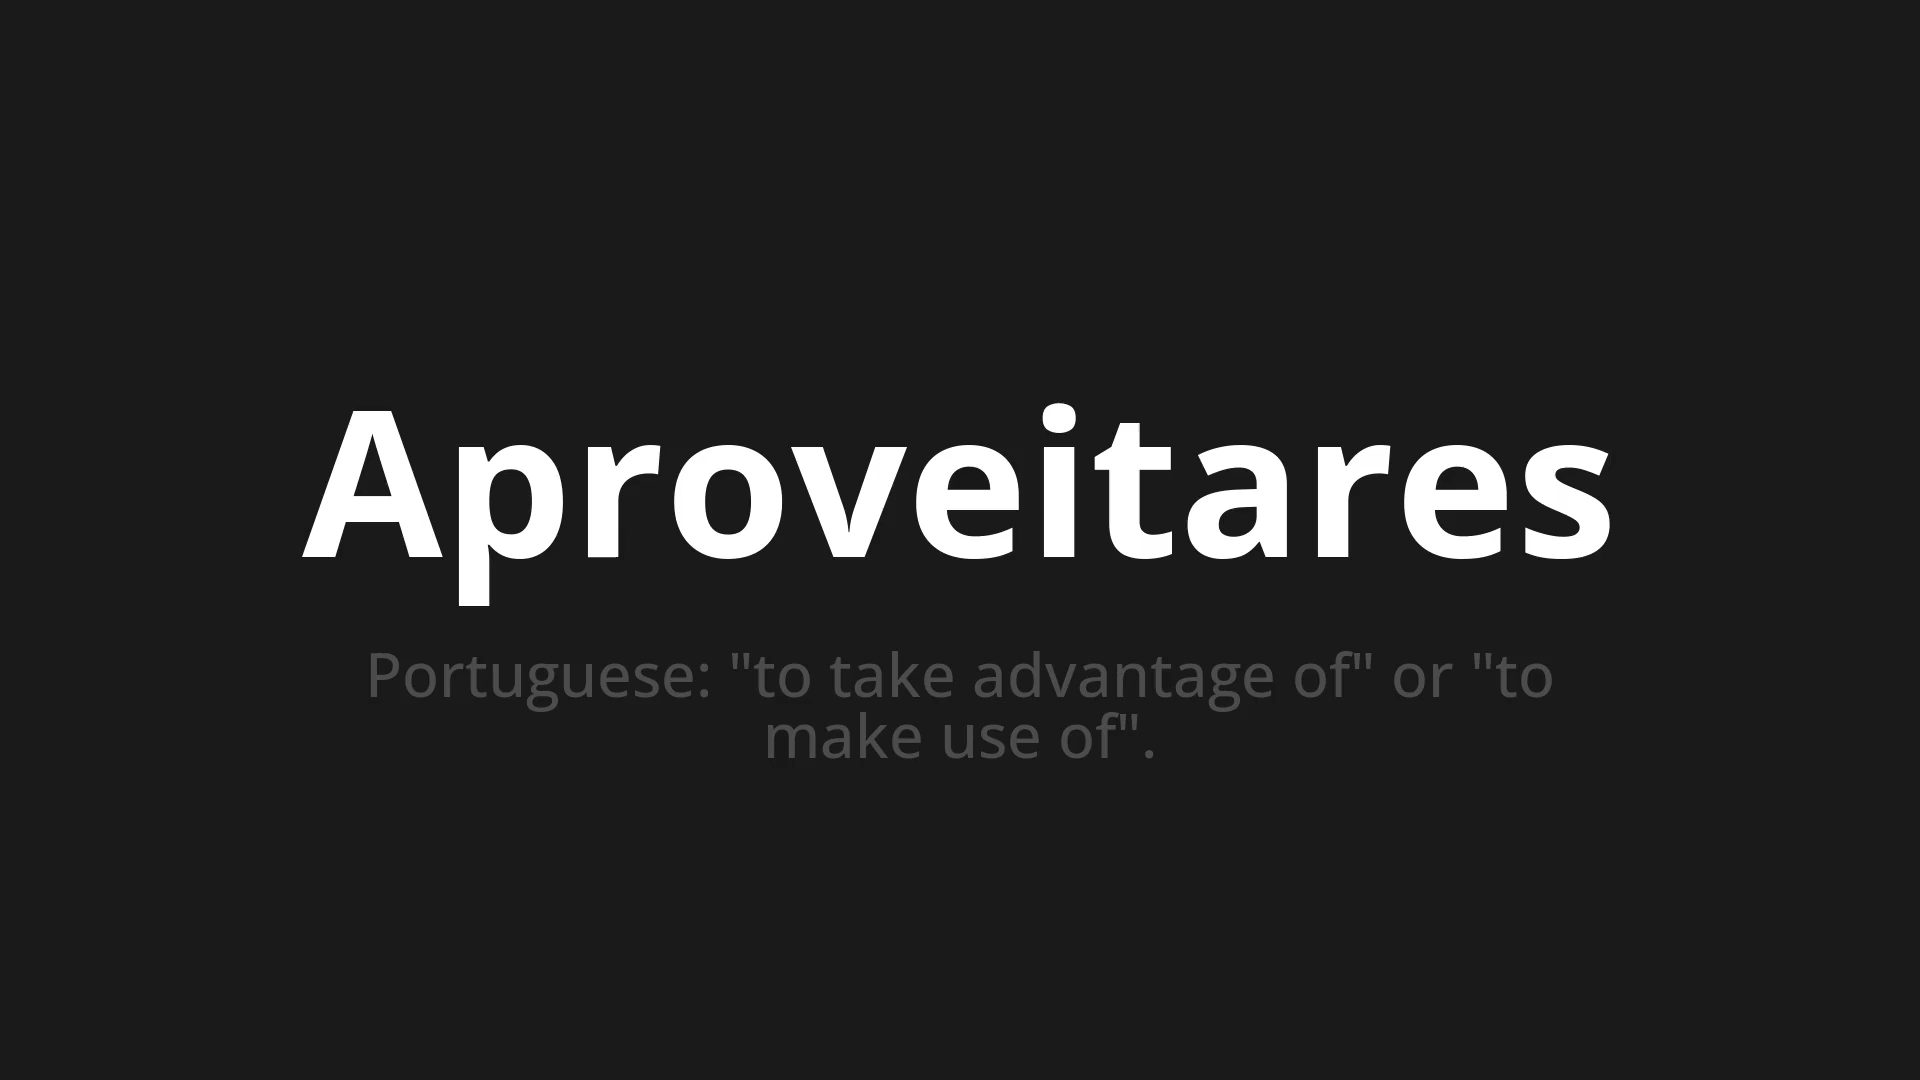 Aproveitares
Portuguese: "to take advantage of" or "to
make use of".